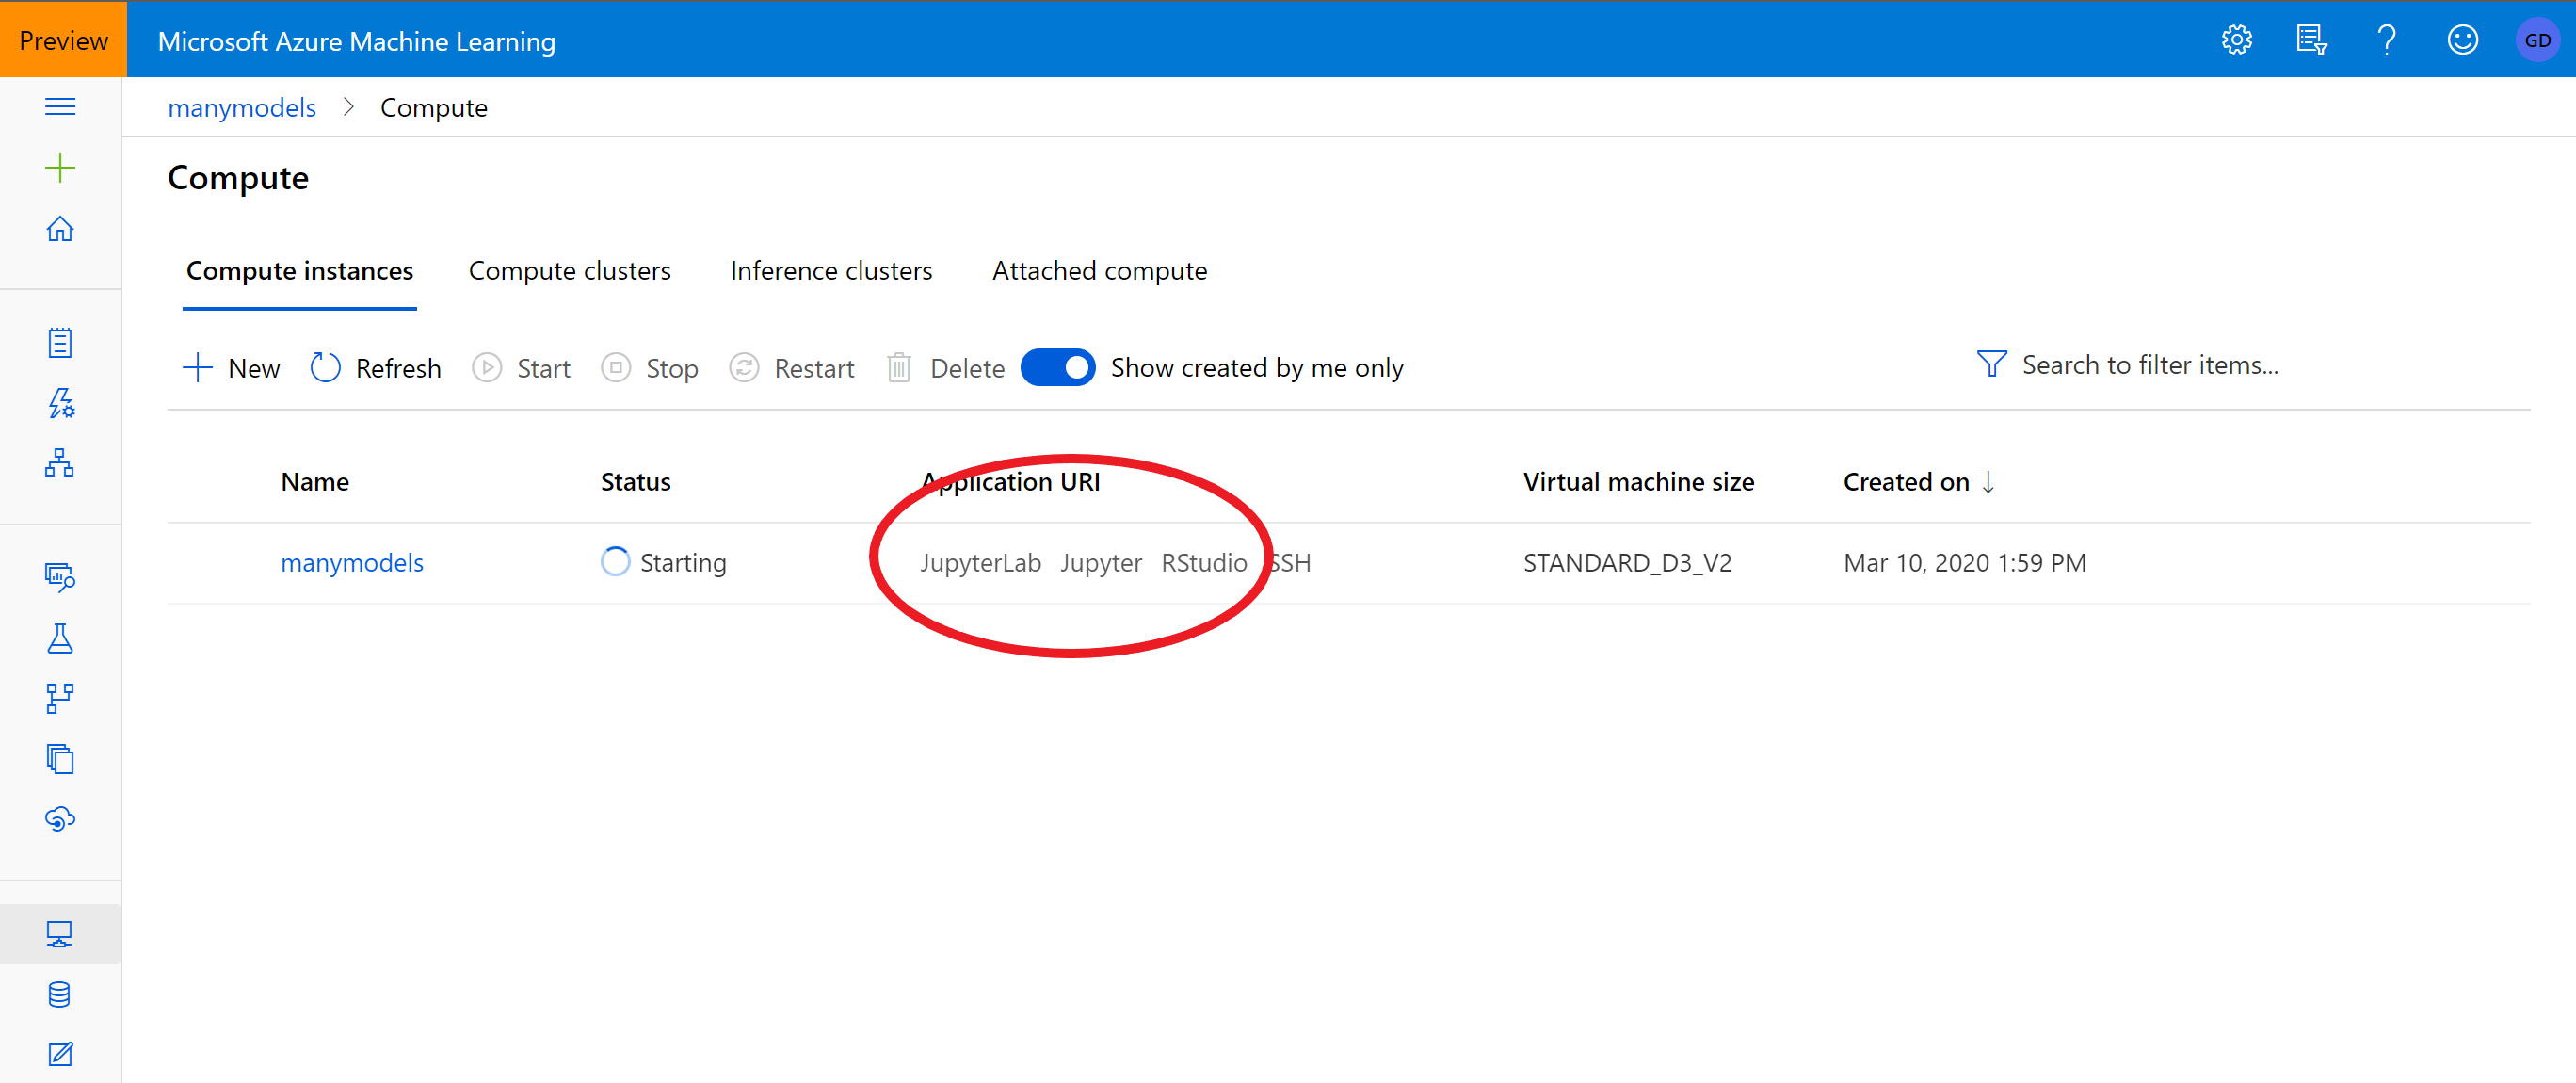 Preview Microsoft Azure Machine Learning GD
manymodels Compute
Compute
Compute instances Compute clusters Inference clusters Attached compute
New Refresh Start Stop Restart Delete Show created by me only Search to filter items...
Name Status Application URI Virtual machine size Created on
manymodels Starting JupyterLab Jupyter RStudio SSH STANDARD_D3_V2 Mar 10, 2020 1:59 PM